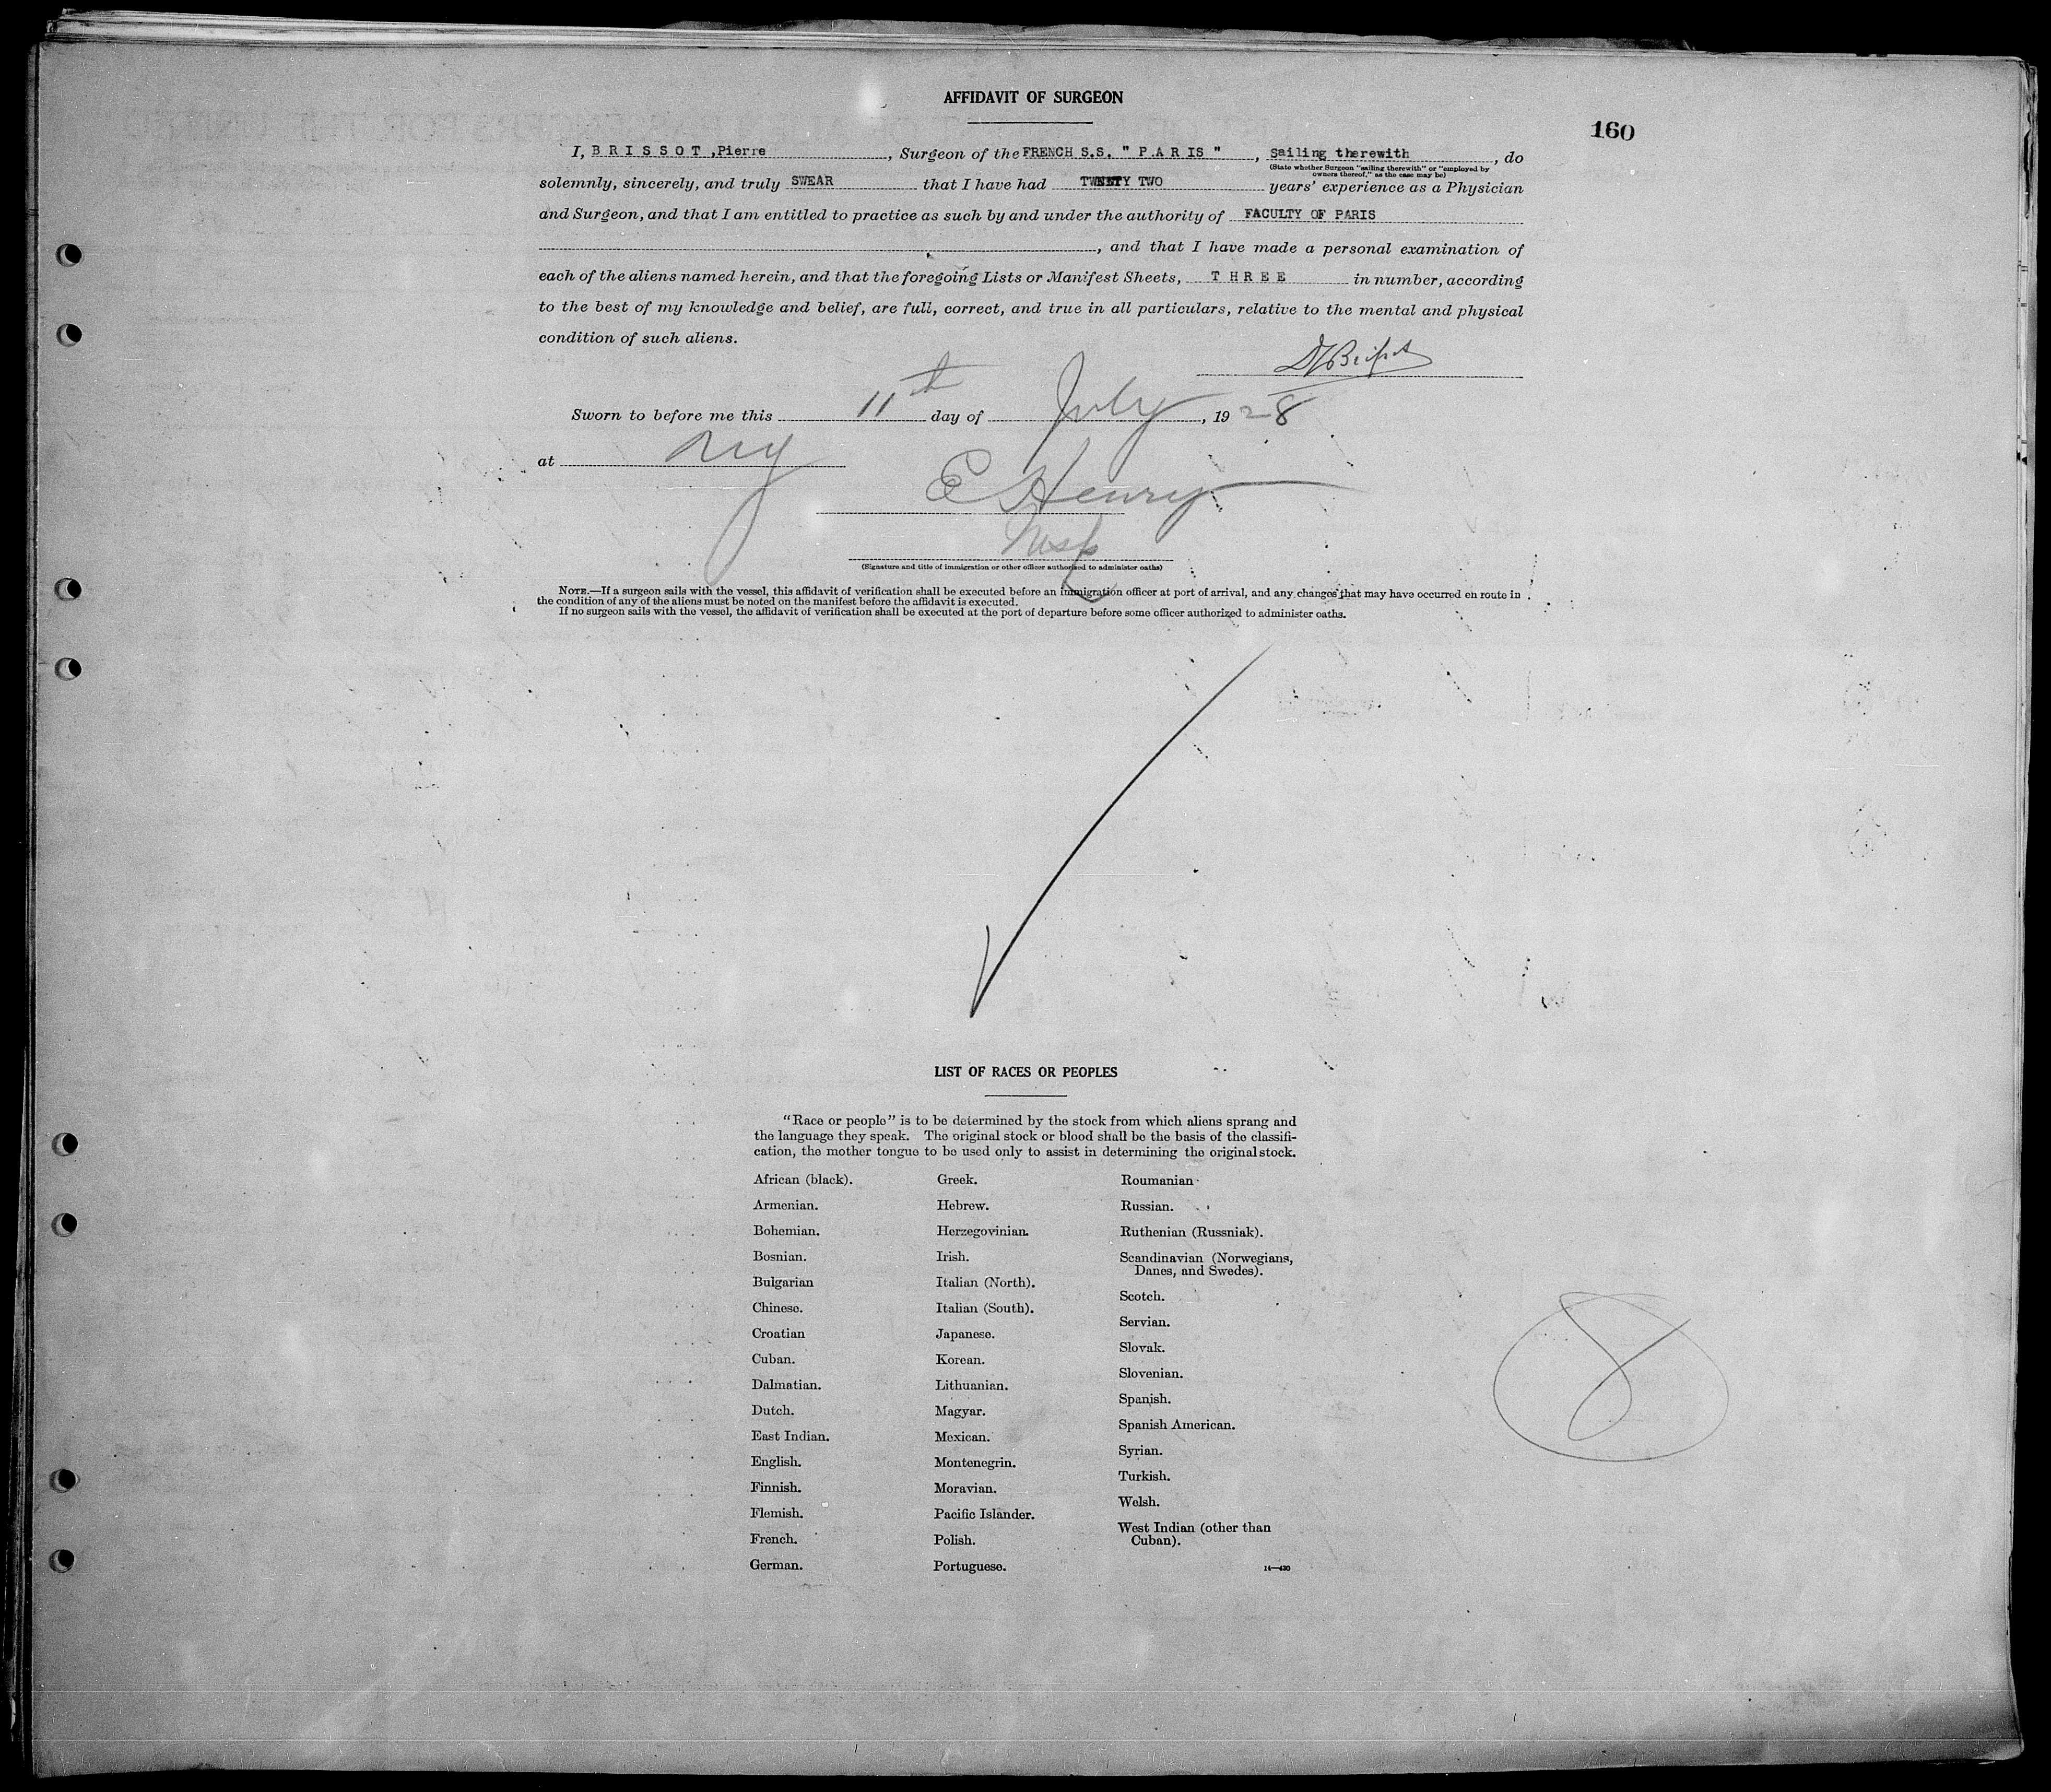 AFFIDAVIT OF SURGEON
160
I, B R I S S O T ,Pierre , Surgeon of the FRENCH S.S. " P.A R IS " , Sailing therewith , do
(State whether Surgeon "sailing therewith" or "employed by
owners thereof," as the case may be)
solemnly, sincerely, and truly SWEAR that I have had TWENTY TWO years' experience as a Physician
and Surgeon, and that I am entitled to practice as such by and under the authority of FACULTY OF PARIS
, and that I have made a personal examination of
each of the aliens named herein, and that the foregoing Lists or Manifest Sheets, T H R E E in number, according
to the best of my knowledge and belief, are full, correct, and true in all particulars, relative to the mental and physical
condition of such aliens.
Sworn to before me this 11th day of July , 19 28
at NY
E Henry
(Signature and title of immigration or other officer authorized to administer oaths)
NOTE.—If a surgeon sails with the vessel, this affidavit of verification shall be executed before an immigration officer at port of arrival, and any changes that may have occurred en route in
the condition of any of the aliens must be noted on the manifest before the affidavit is executed.
If no surgeon sails with the vessel, the affidavit of verification shall be executed at the port of departure before some officer authorized to administer oaths.
LIST OF RACES OR PEOPLES
"Race or people" is to be determined by the stock from which aliens sprang and
the language they speak. The original stock or blood shall be the basis of the classifi-
cation, the mother tongue to be used only to assist in determining the original stock.
African (black).
Armenian.
Bohemian.
Bosnian.
Bulgarian
Chinese.
Croatian
Cuban.
Dalmatian.
Dutch.
East Indian.
English.
Finnish.
Flemish.
French.
German.
Greek.
Hebrew.
Herzegovinian.
Irish.
Italian (North).
Italian (South).
Japanese.
Korean.
Lithuanian.
Magyar.
Mexican.
Montenegrin.
Moravian.
Pacific Islander.
Polish.
Portuguese.
Roumanian
Russian.
Ruthenian (Russniak).
Scandinavian (Norwegians,
Danes, and Swedes).
Scotch.
Servian.
Slovak.
Slovenian.
Spanish.
Spanish American.
Syrian.
Turkish.
Welsh.
West Indian (other than
Cuban).
14—430
8